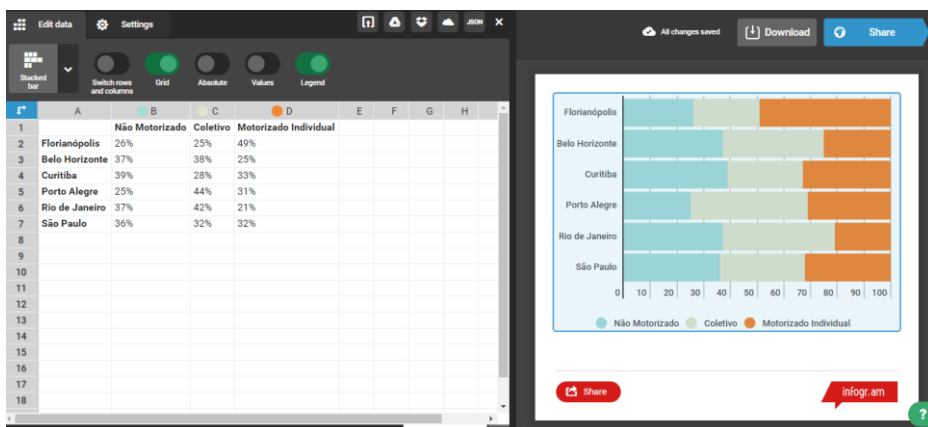 Edit data Settings JSON ×
All changes saved Download Share
Stacked bar Switch rows and columns Grid Absolute Values Legend
A B C D E F G H
1 Não Motorizado Coletivo Motorizado Individual
2 Florianópolis 26% 25% 49%
3 Belo Horizonte 37% 38% 25%
4 Curitiba 39% 28% 33%
5 Porto Alegre 25% 44% 31%
6 Rio de Janeiro 37% 42% 21%
7 São Paulo 36% 32% 32%
8
9
10
11
12
13
14
15
16
17
18
Florianópolis
Belo Horizonte
Curitiba
Porto Alegre
Rio de Janeiro
São Paulo
0 10 20 30 40 50 60 70 80 90 100
Não Motorizado Coletivo Motorizado Individual
Share infogr.am
?